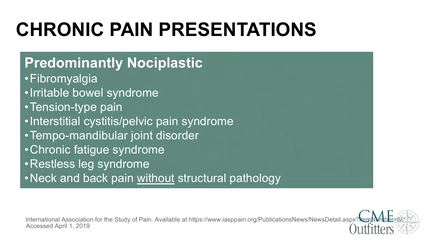 CHRONIC PAIN PRESENTATIONS
Predominantly Nociplastic
•Fibromyalgia
•Irritable bowel syndrome
•Tension-type pain
•Interstitial cystitis/pelvic pain syndrome
•Tempo-mandibular joint disorder
•Chronic fatigue syndrome
•Restless leg syndrome
•Neck and back pain without structural pathology
International Association for the Study of Pain. Available at https://www.iasppain.org/PublicationsNews/NewsDetail.aspx?
Accessed April 1, 2019
CME
Outfitters